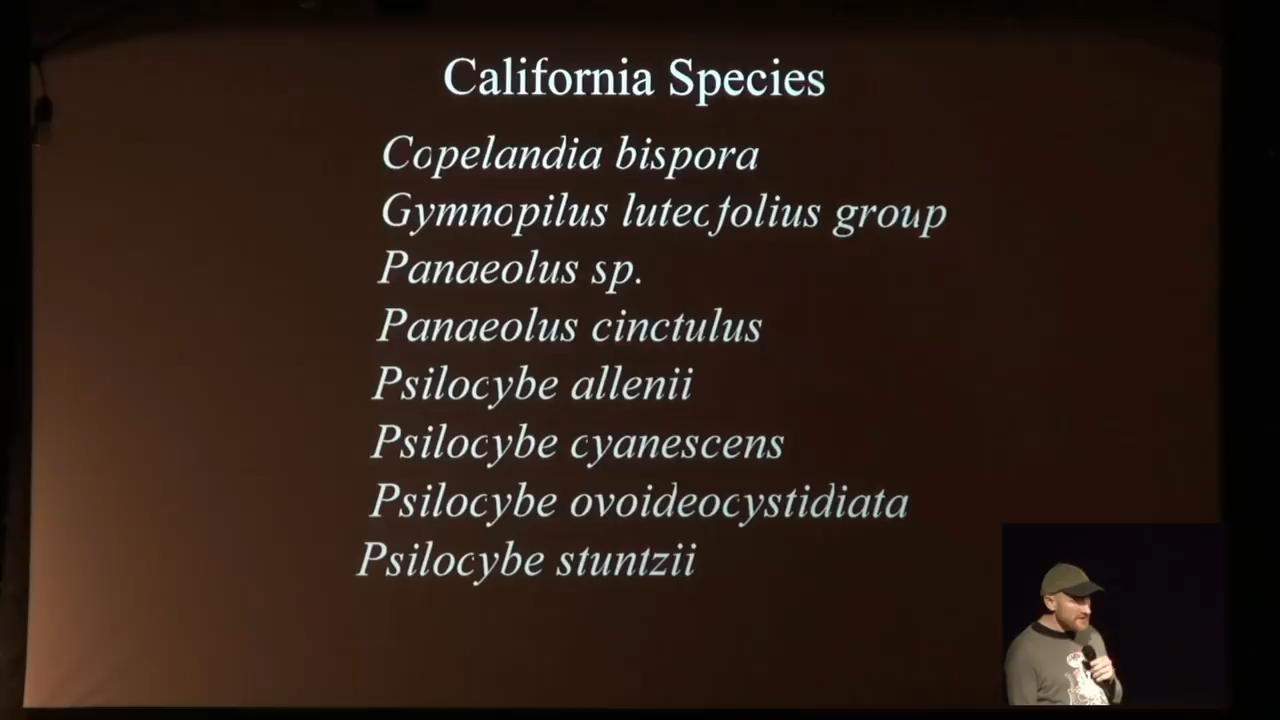 California Species
Copelandia bispora
Gymnopilus luteofolius group
Panaeolus sp.
Panaeolus cinctulus
Psilocybe allenii
Psilocybe cyanescens
Psilocybe ovoideocystidiata
Psilocybe stuntzii